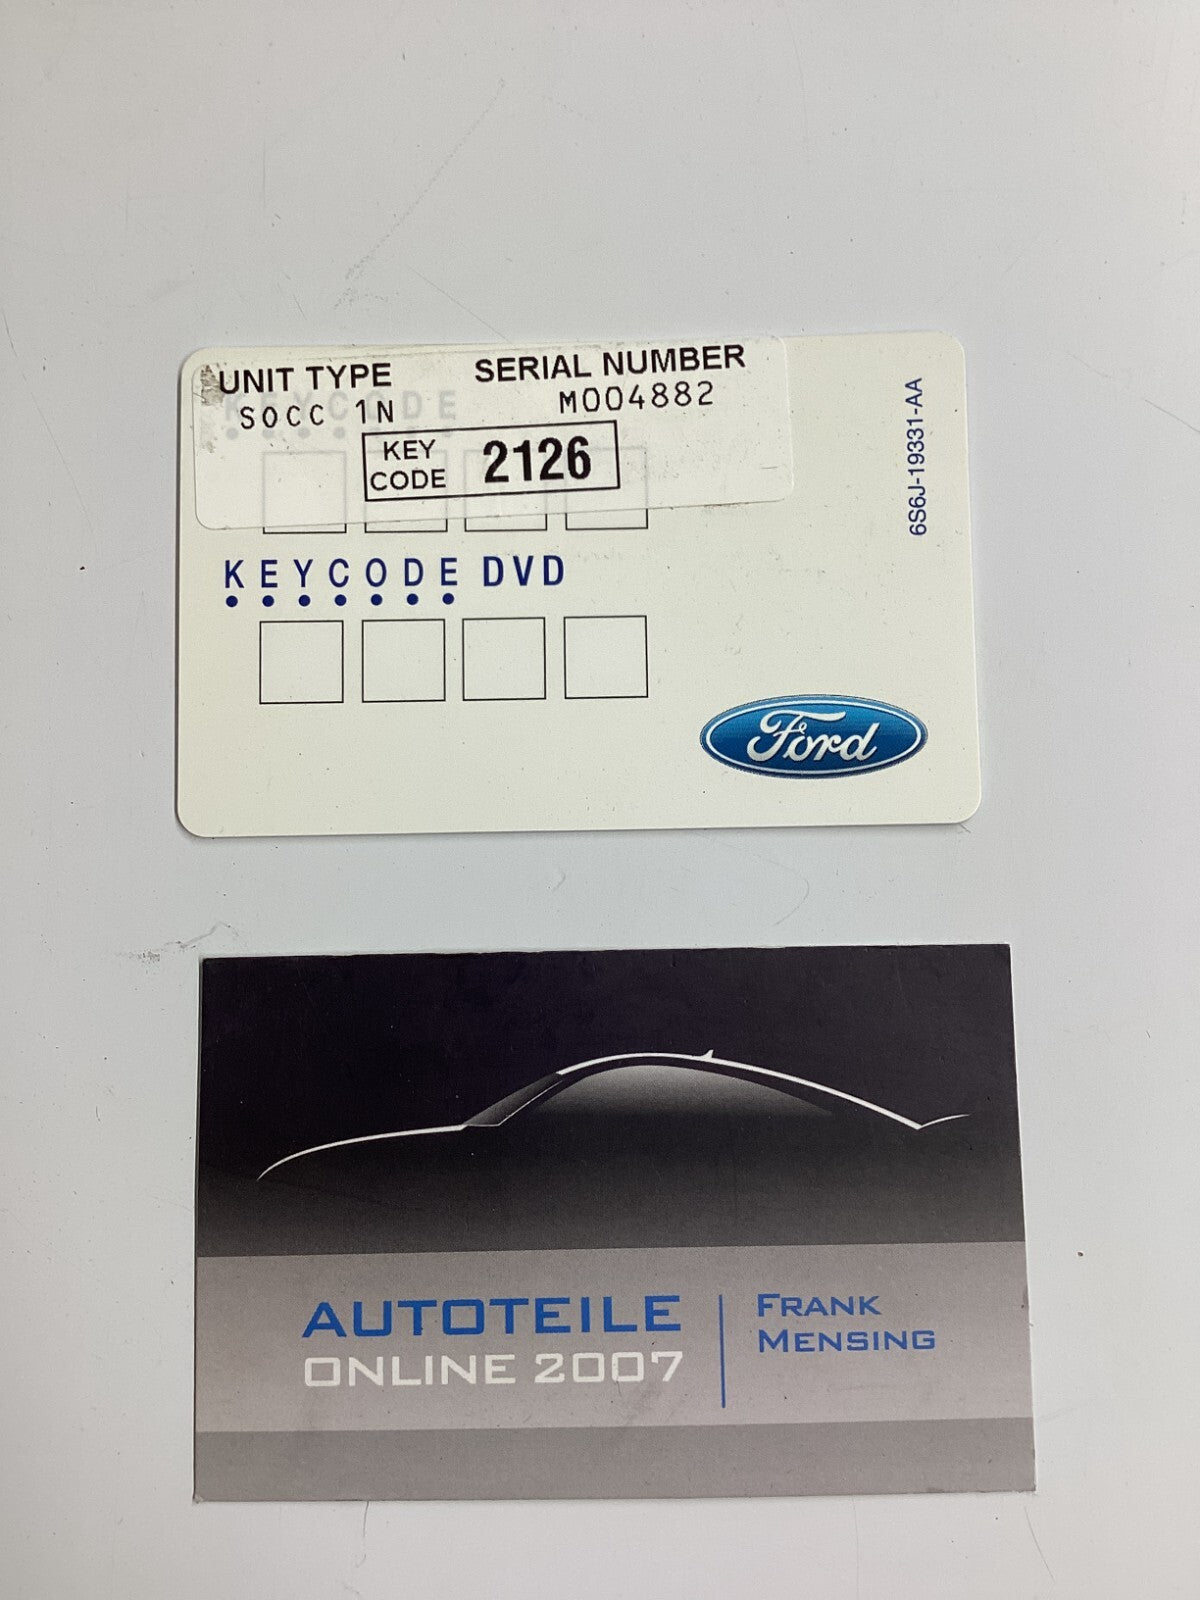 UNIT TYPE SERIAL NUMBER
SOCC 1N M004882
KEYCODE
KEY
CODE 2126
KEYCODE DVD
6S6J-19331-AA
Ford
AUTOTEILE
ONLINE 2007
FRANK
MENSING